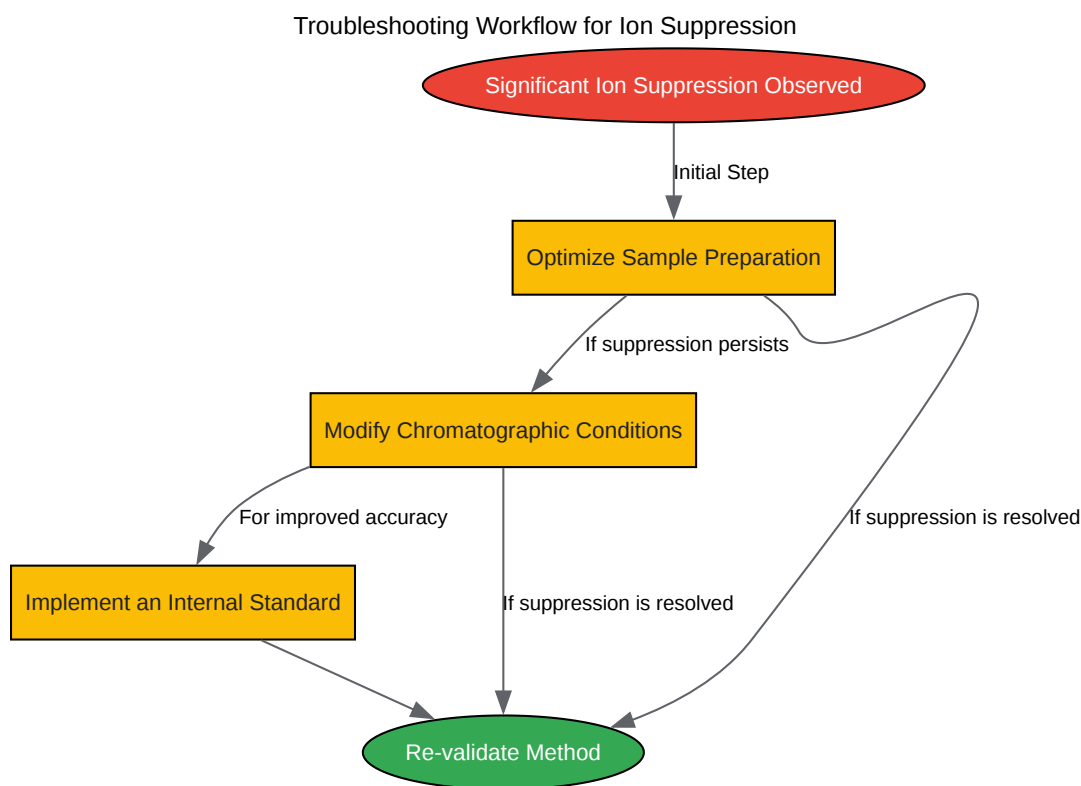 Troubleshooting Workflow for Ion Suppression
Significant Ion Suppression Observed
Initial Step
Optimize Sample Preparation
If suppression persists
Modify Chromatographic Conditions
For improved accuracy
If suppression is resolved
Implement an Internal Standard
If suppression is resolved
Re-validate Method